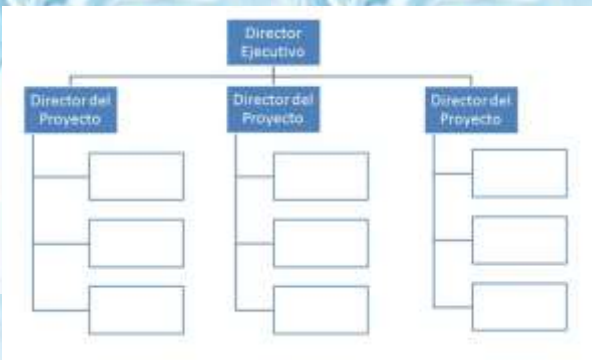 Director
Ejecutivo
Director del
Proyecto
Director del
Proyecto
Director del
Proyecto